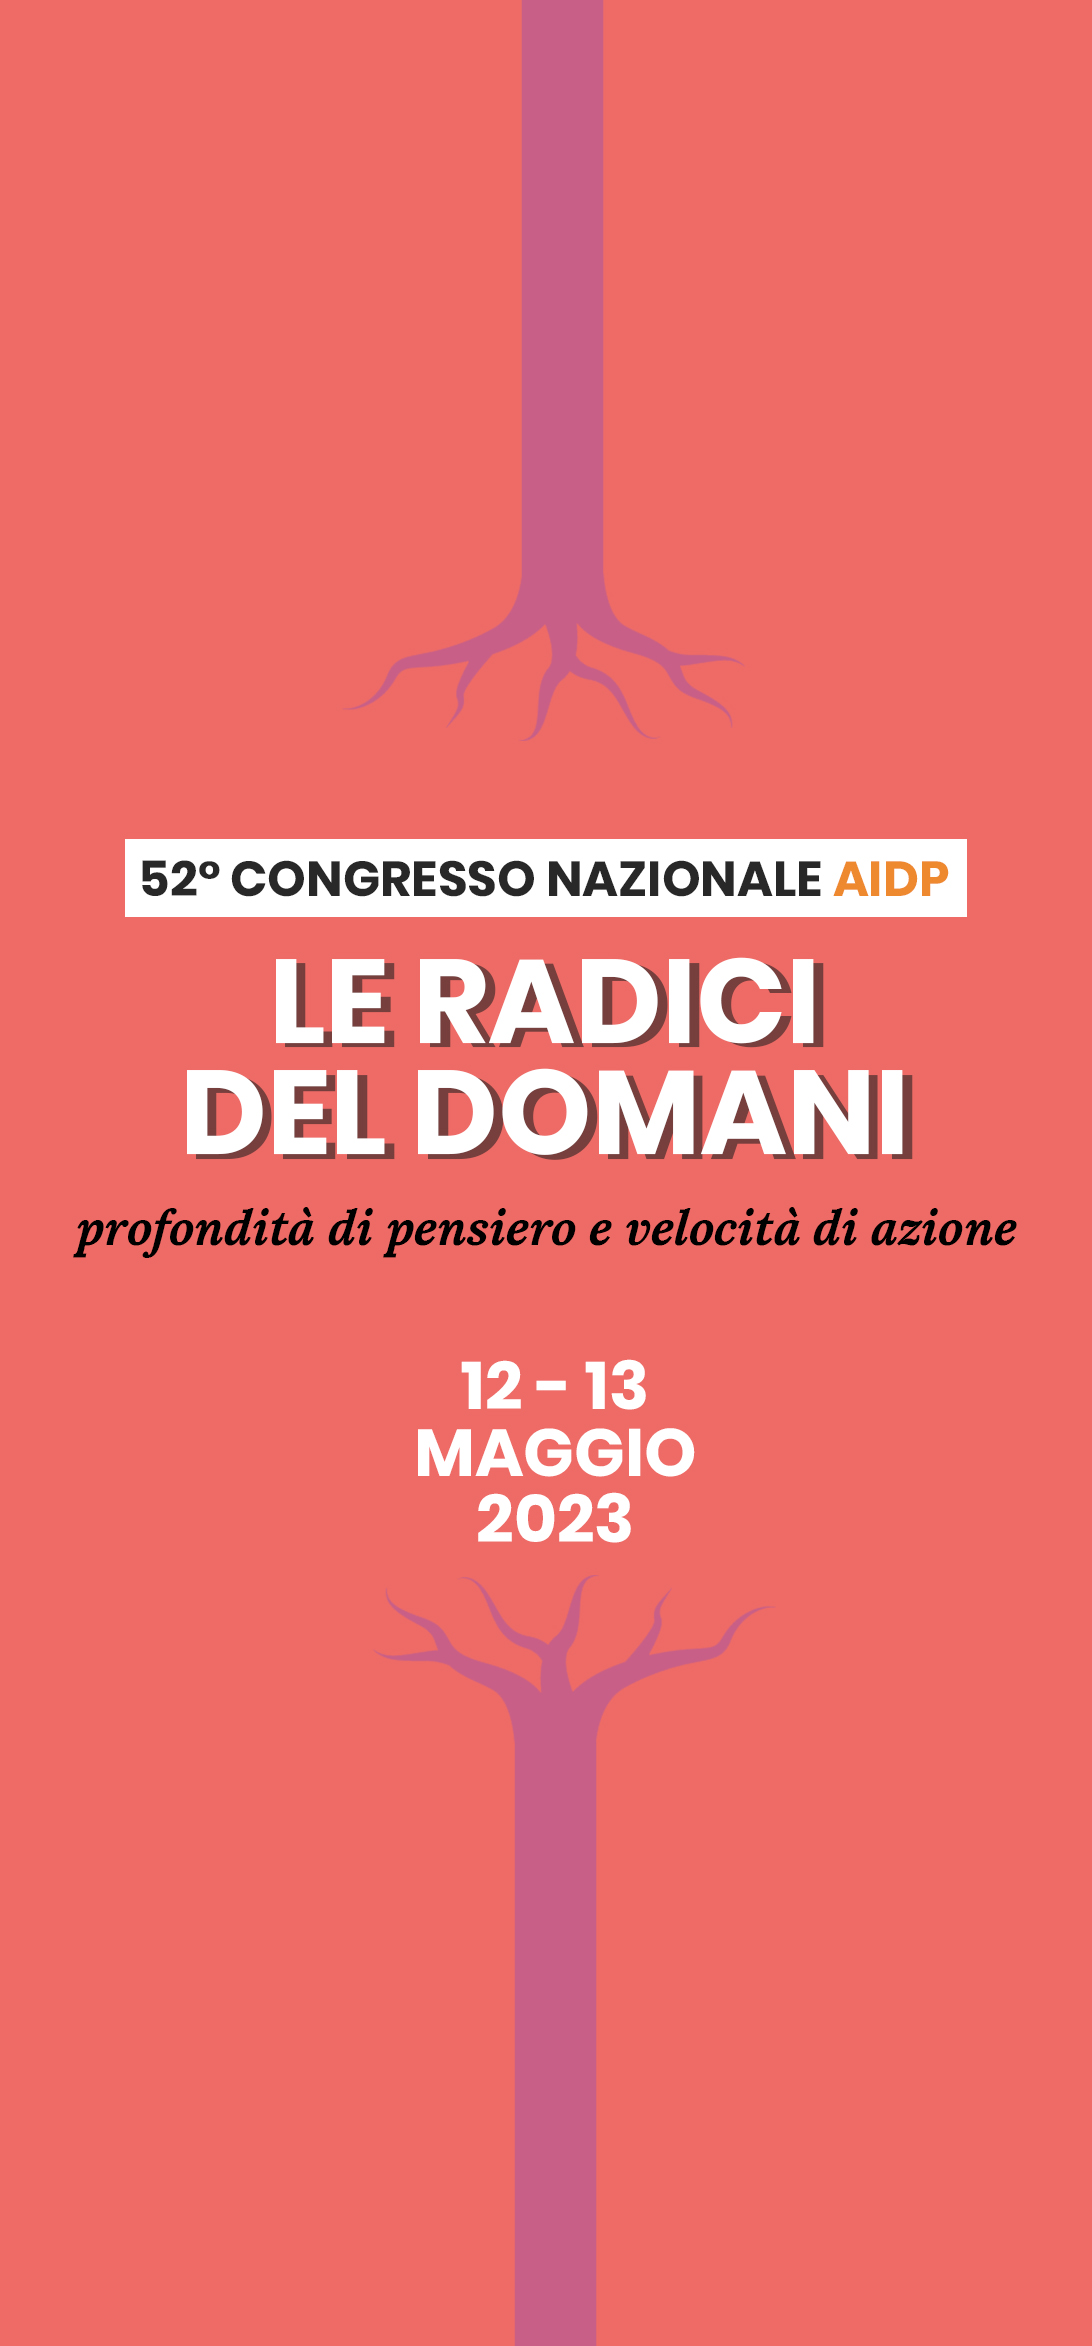 52° CONGRESSO NAZIONALE AIDP
LE RADICI
DEL DOMANI
profondità di pensiero e velocità di azione
12 – 13
MAGGIO
2023